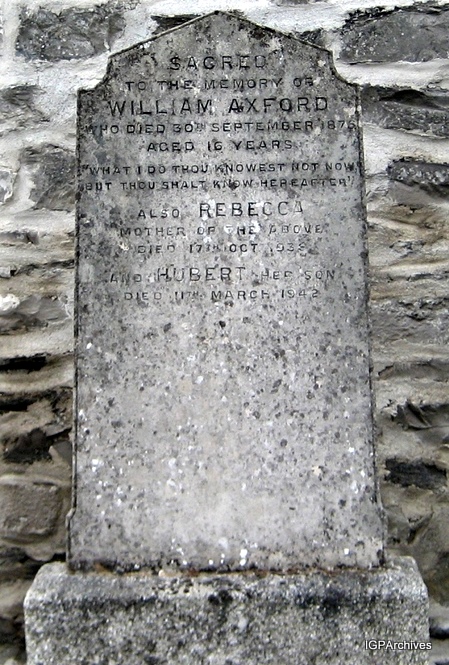 SACRED
TO THE MEMORY OF
WILLIAM AXFORD
WHO DIED 30TH SEPTEMBER
AGED 16 YEARS
"WHAT I DO THOU KNOWEST NOT NOW
BUT THOU SHALT KNOW HEREAFTER"
ALSO REBECCA
MOTHER OF THE ABOVE
DIED 17TH OCT
AND HUBERT HER SON
DIED 11TH MARCH 1942
IGPArchives